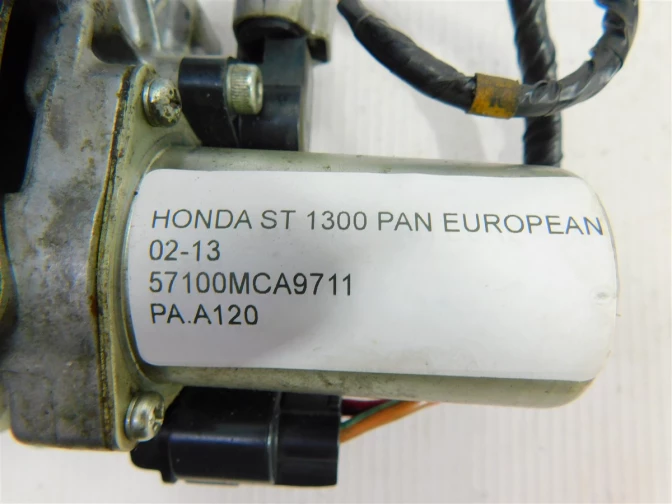 HONDA ST 1300 PAN EUROPEAN
02-13
57100MCA9711
PA.A120